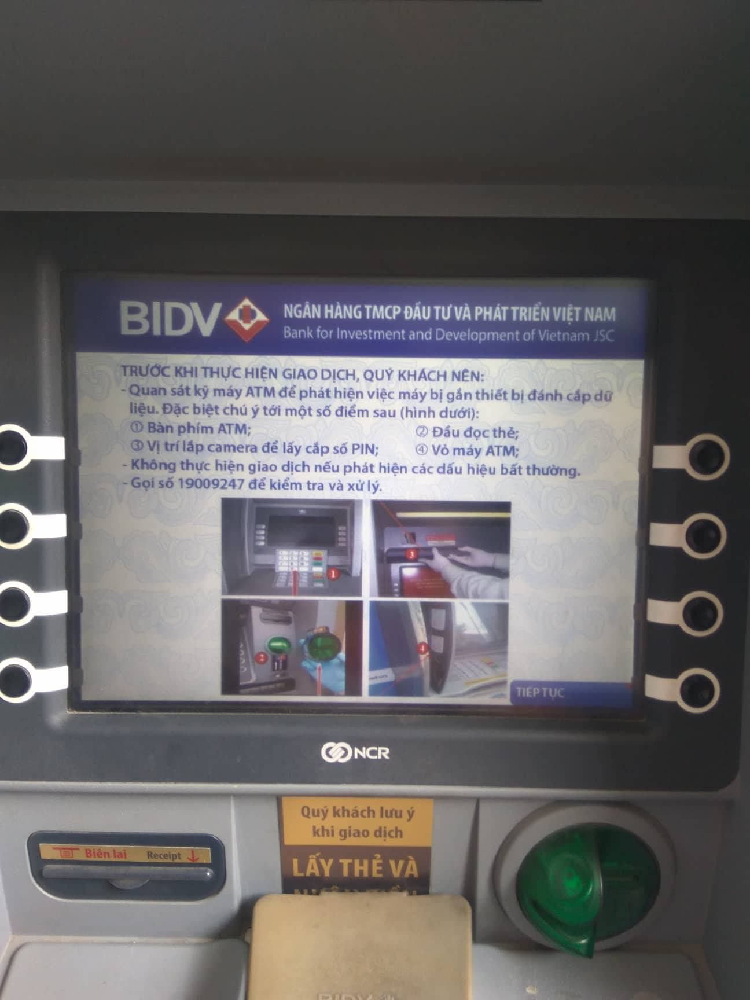 BIDV
NGÂN HÀNG TMCP ĐẦU TƯ VÀ PHÁT TRIỂN VIỆT NAM
Bank for Investment and Development of Vietnam JSC
TRƯỚC KHI THỰC HIỆN GIAO DỊCH, QUÝ KHÁCH NÊN:
- Quan sát kỹ máy ATM để phát hiện việc máy bị gắn thiết bị đánh cắp dữ
liệu. Đặc biệt chú ý tới một số điểm sau (hình dưới):
① Bàn phím ATM; ② Đầu đọc thẻ;
③ Vị trí lắp camera để lấy cắp số PIN; ④ Vỏ máy ATM;
- Không thực hiện giao dịch nếu phát hiện các dấu hiệu bất thường.
- Gọi số 19009247 để kiểm tra và xử lý.
1
3
2
4
TIẾP TỤC
NCR
Quý khách lưu ý
khi giao dịch
LẤY THẺ VÀ
Biên lai Receipt
BIDV